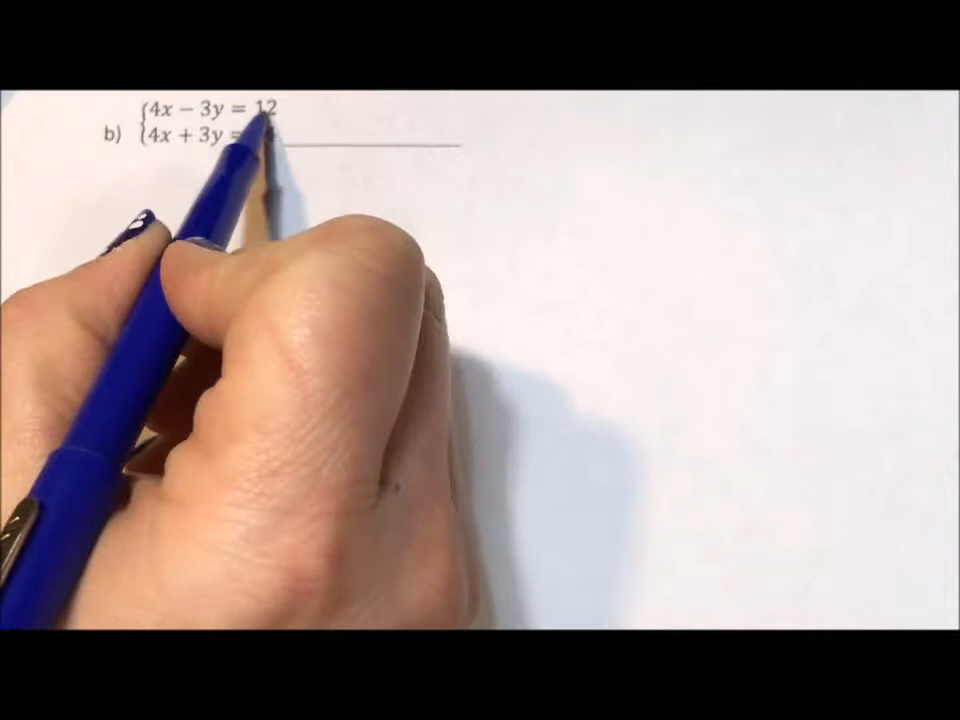 4x − 3y = 12
b) 4x + 3y =